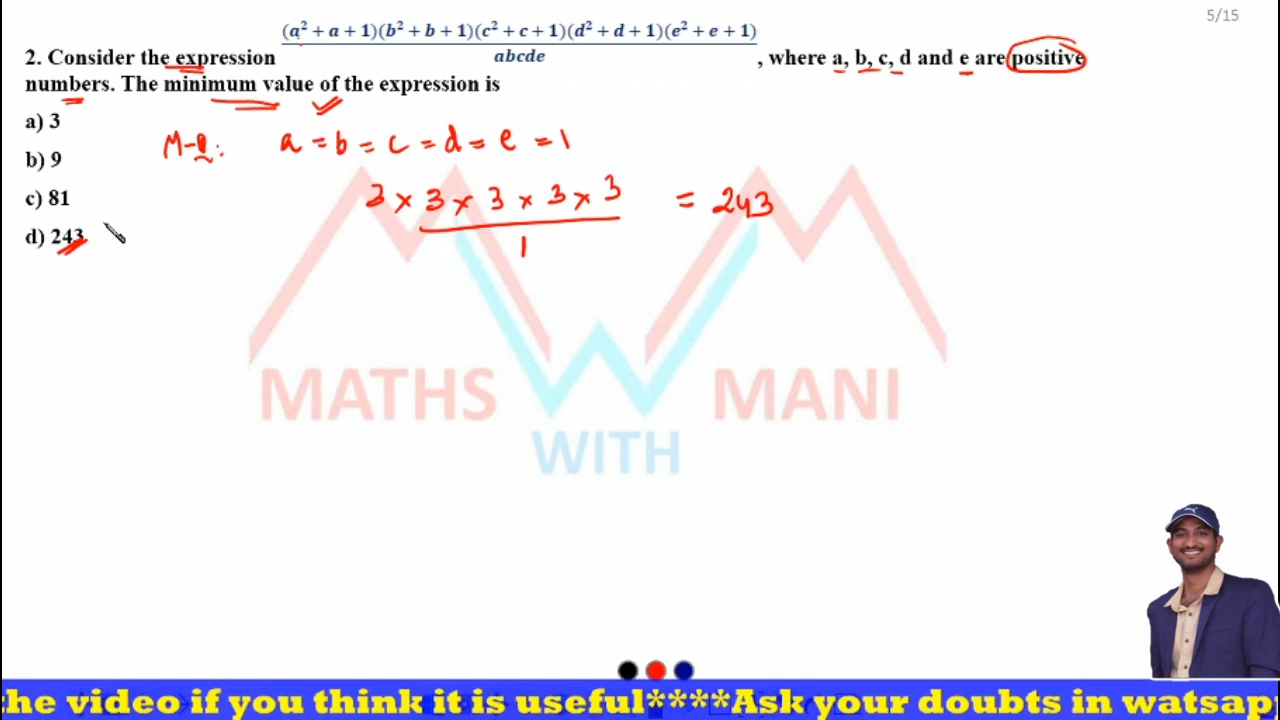 5/15
(a² + a + 1)(b² + b + 1)(c² + c + 1)(d² + d + 1)(e² + e + 1)
2. Consider the expression abcde , where a, b, c, d and e are positive
numbers. The minimum value of the expression is
a) 3
M-1: a = b = c = d = e = 1
b) 9
3 × 3 × 3 × 3 × 3 = 243
c) 81
1
d) 243
MATHS MANI
WITH
the video if you think it is useful****Ask your doubts in watsap